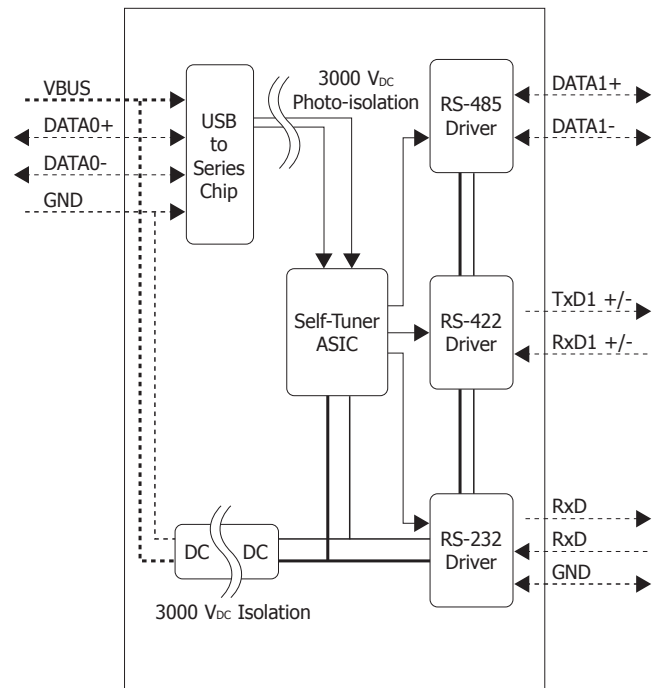 VBUS
DATA0+
DATA0-
GND
USB
to
Series
Chip
3000 VDC
Photo-isolation
RS-485
Driver
DATA1+
DATA1-
Self-Tuner
ASIC
RS-422
Driver
TxD1 +/-
RxD1 +/-
DC DC
3000 VDC Isolation
RS-232
Driver
RxD
RxD
GND